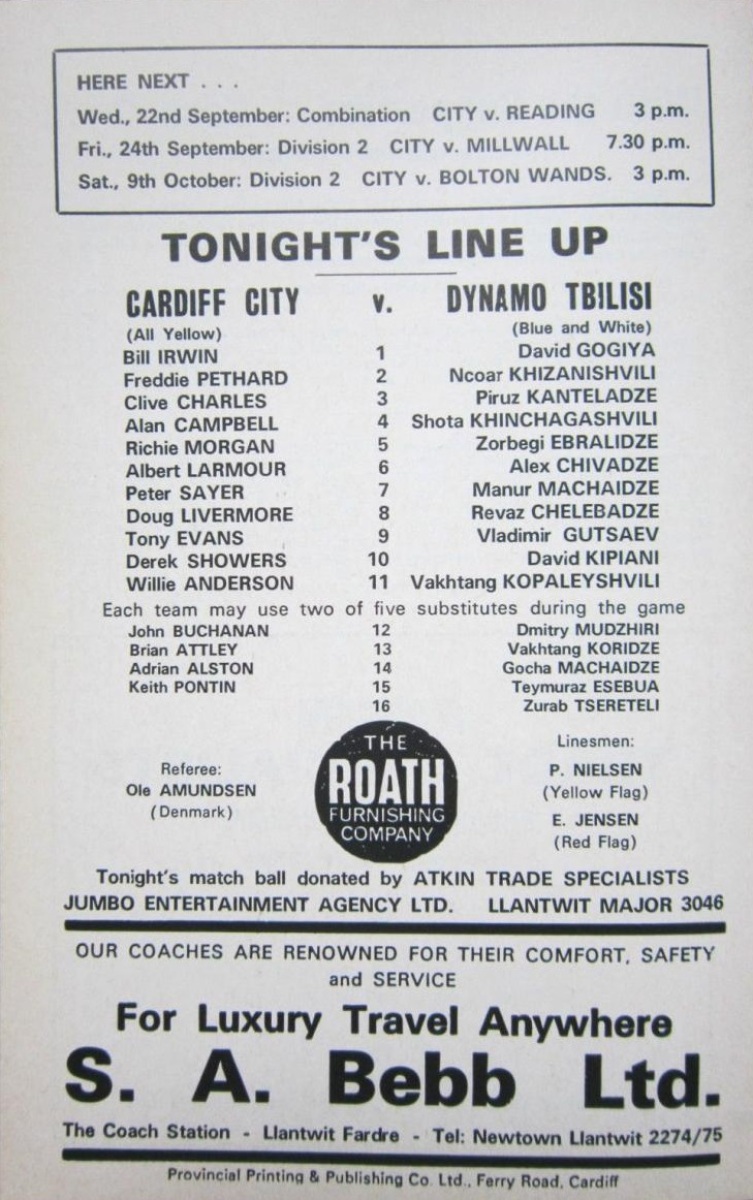 HERE NEXT . . .
Wed., 22nd September: Combination CITY v. READING 3 p.m.
Fri., 24th September: Division 2 CITY v. MILLWALL 7.30 p.m.
Sat., 9th October: Division 2 CITY v. BOLTON WANDS. 3 p.m.
TONIGHT'S LINE UP
CARDIFF CITY v. DYNAMO TBILISI
(All Yellow) (Blue and White)
Bill IRWIN 1 David GOGIYA
Freddie PETHARD 2 Ncoar KHIZANISHVILI
Clive CHARLES 3 Piruz KANTELADZE
Alan CAMPBELL 4 Shota KHINCHAGASHVILI
Richie MORGAN 5 Zorbegi EBRALIDZE
Albert LARMOUR 6 Alex CHIVADZE
Peter SAYER 7 Manur MACHAIDZE
Doug LIVERMORE 8 Revaz CHELEBADZE
Tony EVANS 9 Vladimir GUTSAEV
Derek SHOWERS 10 David KIPIANI
Willie ANDERSON 11 Vakhtang KOPALEYSHVILI
Each team may use two of five substitutes during the game
John BUCHANAN 12 Dmitry MUDZHIRI
Brian ATTLEY 13 Vakhtang KORIDZE
Adrian ALSTON 14 Gocha MACHAIDZE
Keith PONTIN 15 Teymuraz ESEBUA
16 Zurab TSERETELI
Referee:
Ole AMUNDSEN
(Denmark)
THE
ROATH
FURNISHING
COMPANY
Linesmen:
P. NIELSEN
(Yellow Flag)
E. JENSEN
(Red Flag)
Tonight's match ball donated by ATKIN TRADE SPECIALISTS
JUMBO ENTERTAINMENT AGENCY LTD. LLANTWIT MAJOR 3046
OUR COACHES ARE RENOWNED FOR THEIR COMFORT, SAFETY
and SERVICE
For Luxury Travel Anywhere
S. A. Bebb Ltd.
The Coach Station - Llantwit Fardre - Tel: Newtown Llantwit 2274/75
Provincial Printing & Publishing Co. Ltd., Ferry Road, Cardiff